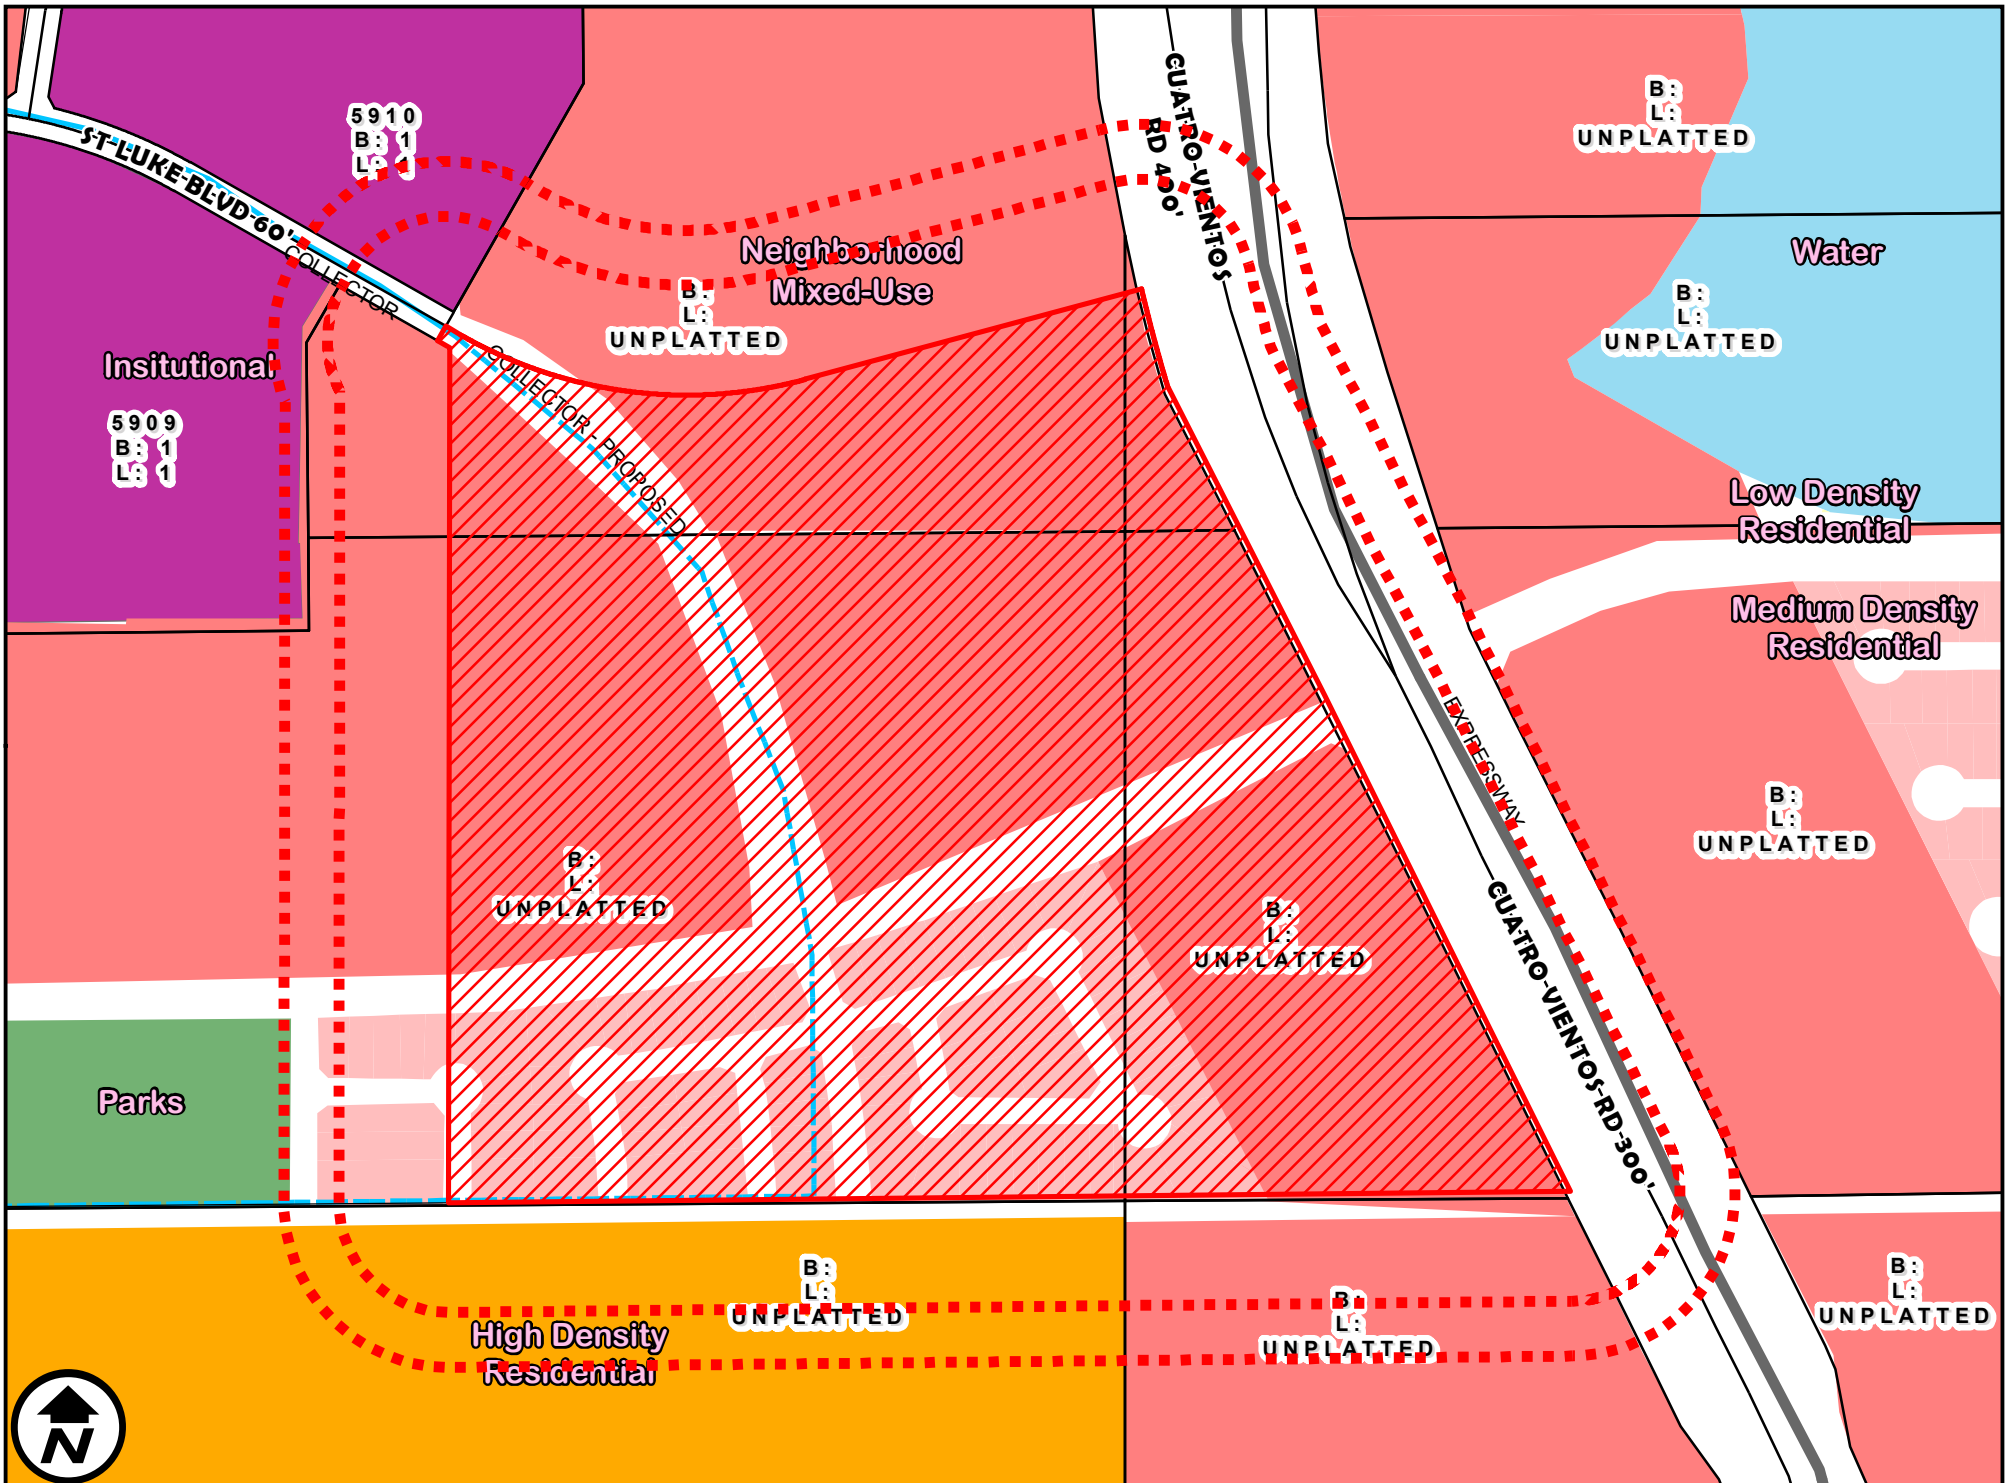 5910
B: 1
L: 1
ST LUKE BLVD 60'
COLLECTOR
CUATRO VIENTOS
RD 400'
B:
L:
UNPLATTED
Neighborhood
Mixed-Use
B:
L:
UNPLATTED
Water
B:
L:
UNPLATTED
Insitutional
5909
B: 1
L: 1
COLLECTOR - PROPOSED
Low Density
Residential
Medium Density
Residential
EXPRESSWAY
B:
L:
UNPLATTED
B:
L:
UNPLATTED
B:
L:
UNPLATTED
CUATRO VIENTOS RD 300'
Parks
B:
L:
UNPLATTED
High Density
Residential
B:
L:
UNPLATTED
B:
L:
UNPLATTED
N